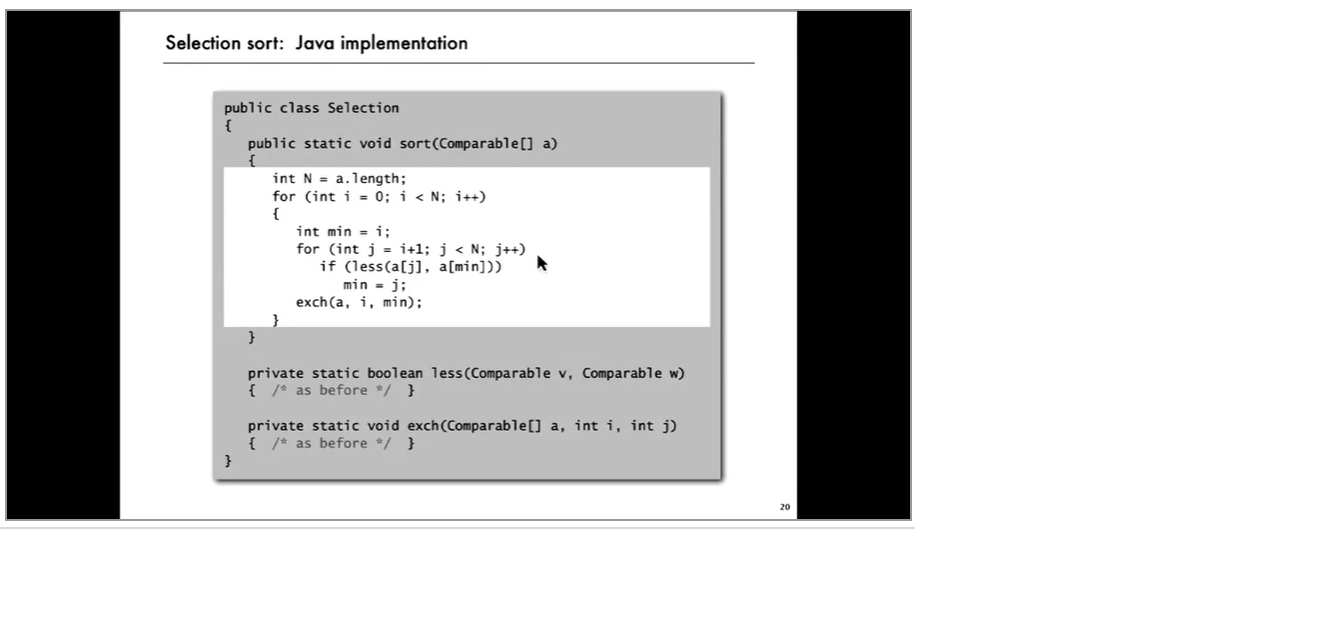 Selection sort: Java implementation
public class Selection
{
public static void sort(Comparable[] a)
{
int N = a.length;
for (int i = 0; i < N; i++)
{
int min = i;
for (int j = i+1; j < N; j++)
if (less(a[j], a[min]))
min = j;
exch(a, i, min);
}
}
private static boolean less(Comparable v, Comparable w)
{ /* as before */ }
private static void exch(Comparable[] a, int i, int j)
{ /* as before */ }
}
20